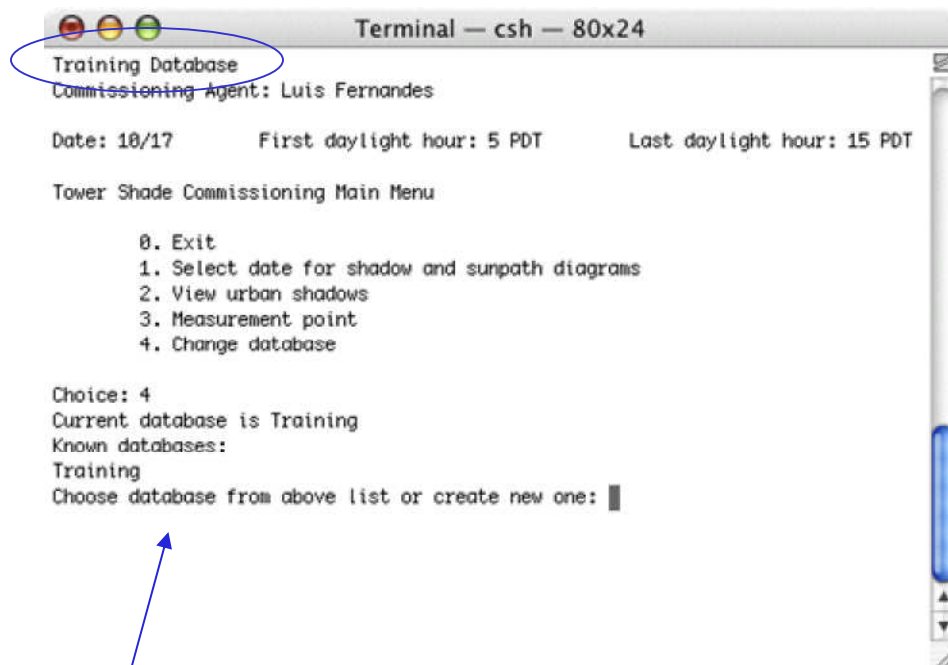 Terminal — csh — 80x24
Training Database
Commissioning Agent: Luis Fernandes
Date: 10/17 First daylight hour: 5 PDT Last daylight hour: 15 PDT
Tower Shade Commissioning Main Menu
0. Exit
1. Select date for shadow and sunpath diagrams
2. View urban shadows
3. Measurement point
4. Change database
Choice: 4
Current database is Training
Known databases:
Training
Choose database from above list or create new one: